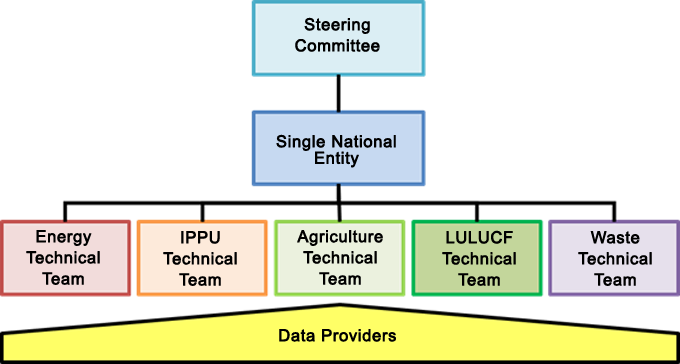 Steering
Committee
Single National
Entity
Energy
Technical
Team
IPPU
Technical
Team
Agriculture
Technical
Team
LULUCF
Technical
Team
Waste
Technical
Team
Data Providers